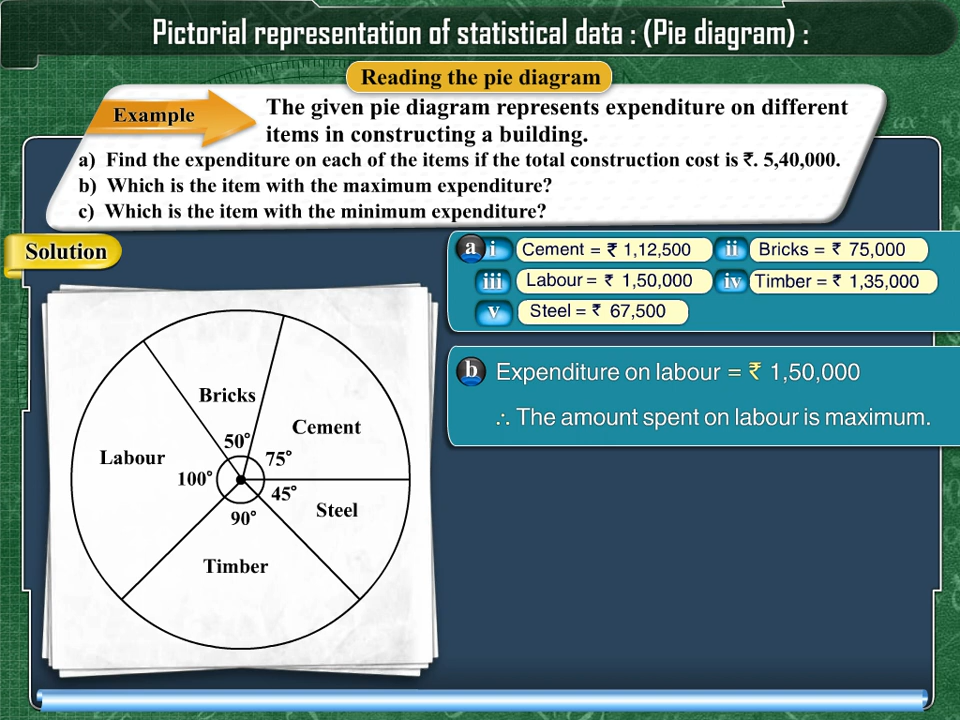 Pictorial representation of statistical data : (Pie diagram) :
Reading the pie diagram
Example
The given pie diagram represents expenditure on different
items in constructing a building.
a) Find the expenditure on each of the items if the total construction cost is ₹. 5,40,000.
b) Which is the item with the maximum expenditure?
c) Which is the item with the minimum expenditure?
Solution
a i Cement = ₹ 1,12,500 ii Bricks = ₹ 75,000
iii Labour = ₹ 1,50,000 iv Timber = ₹ 1,35,000
v Steel = ₹ 67,500
b Expenditure on labour = ₹ 1,50,000
∴ The amount spent on labour is maximum.
Bricks
Cement
50°
75°
Labour
100°
45°
Steel
90°
Timber